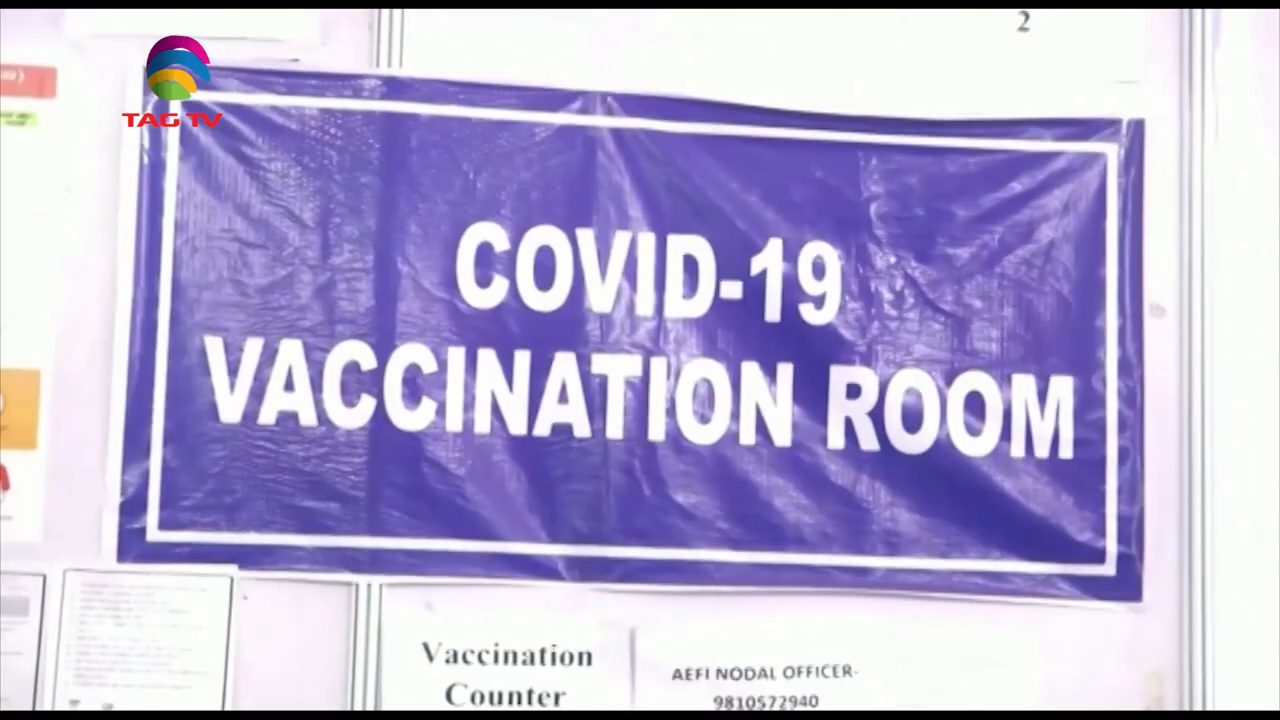 2
TAG TV
COVID-19
VACCINATION ROOM
Vaccination
Counter
AEFI NODAL OFFICER-
9810572940